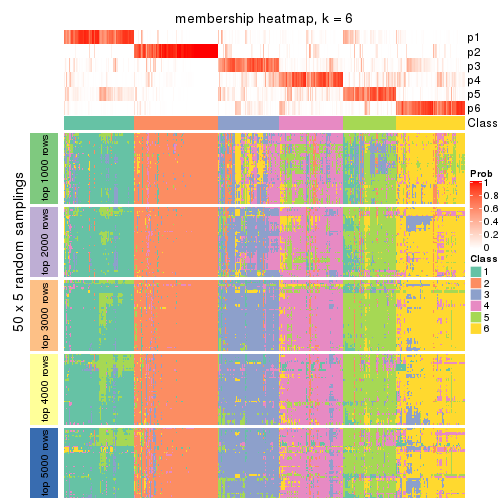 membership heatmap, k = 6
p1
p2
p3
p4
p5
p6
Class
50 x 5 random samplings
top 1000 rows
top 2000 rows
top 3000 rows
top 4000 rows
top 5000 rows
Prob
1
0.8
0.6
0.4
0.2
0
Class
1
2
3
4
5
6